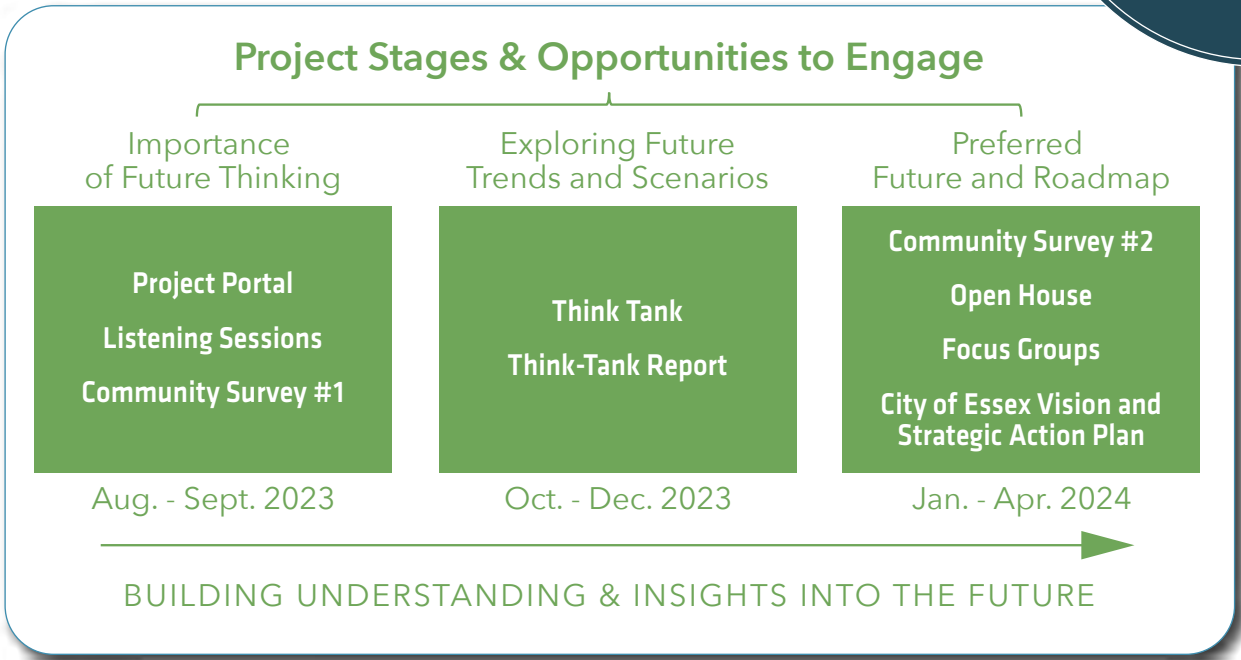 Project Stages & Opportunities to Engage
Importance
of Future Thinking
Project Portal
Listening Sessions
Community Survey #1
Aug. - Sept. 2023
Exploring Future
Trends and Scenarios
Think Tank
Think-Tank Report
Oct. - Dec. 2023
Preferred
Future and Roadmap
Community Survey #2
Open House
Focus Groups
City of Essex Vision and
Strategic Action Plan
Jan. - Apr. 2024
BUILDING UNDERSTANDING & INSIGHTS INTO THE FUTURE